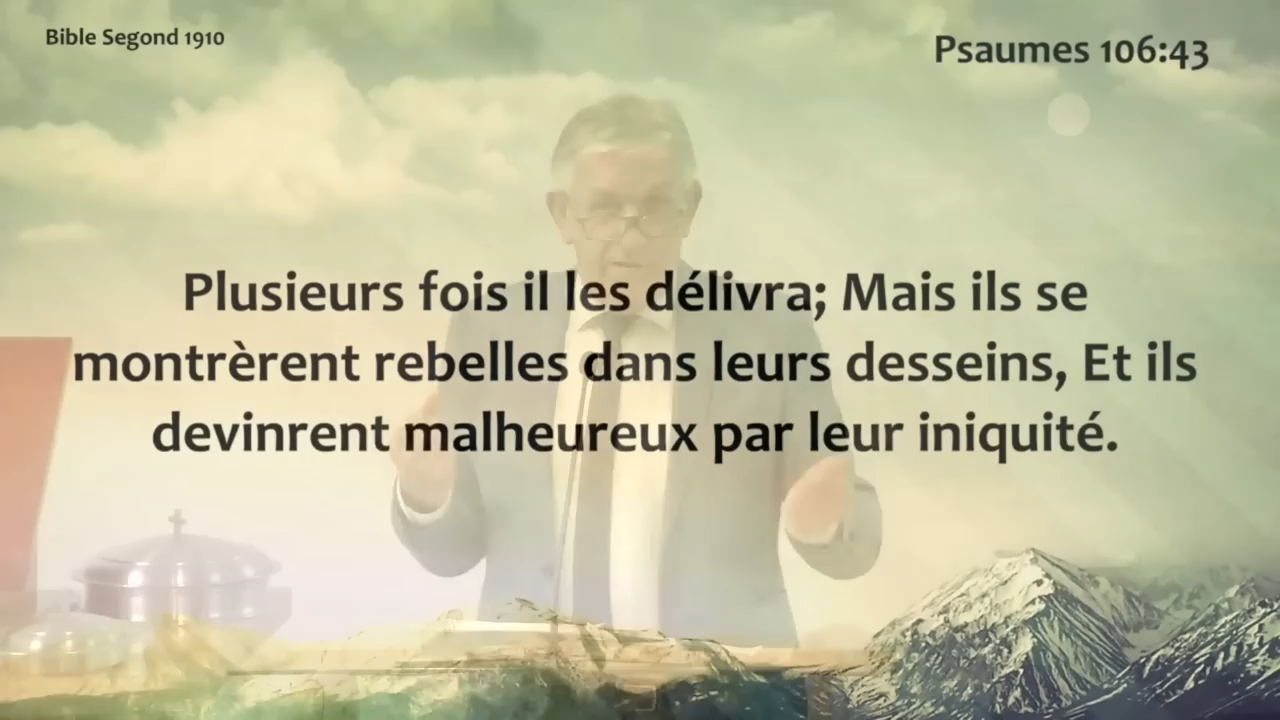 Bible Segond 1910
Psaumes 106:43
Plusieurs fois il les délivra; Mais ils se
montrèrent rebelles dans leurs desseins, Et ils
devinrent malheureux par leur iniquité.